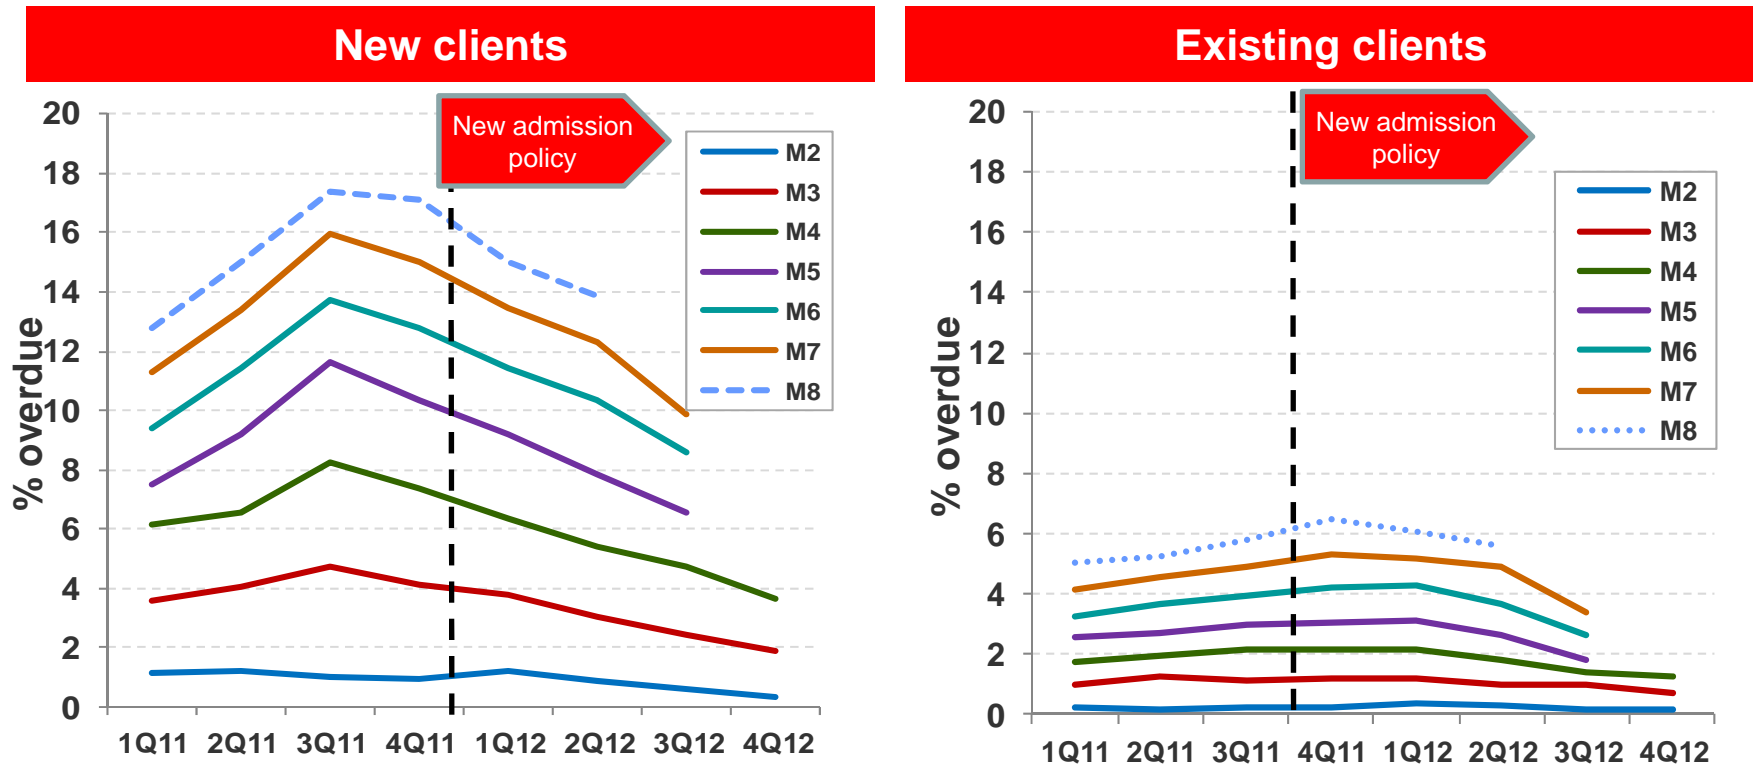 New clients
% overdue
20
18
16
14
12
10
8
6
4
2
0
New admission
policy
M2
M3
M4
M5
M6
M7
M8
1Q11 2Q11 3Q11 4Q11 1Q12 2Q12 3Q12 4Q12
Existing clients
% overdue
20
18
16
14
12
10
8
6
4
2
0
New admission
policy
M2
M3
M4
M5
M6
M7
M8
1Q11 2Q11 3Q11 4Q11 1Q12 2Q12 3Q12 4Q12